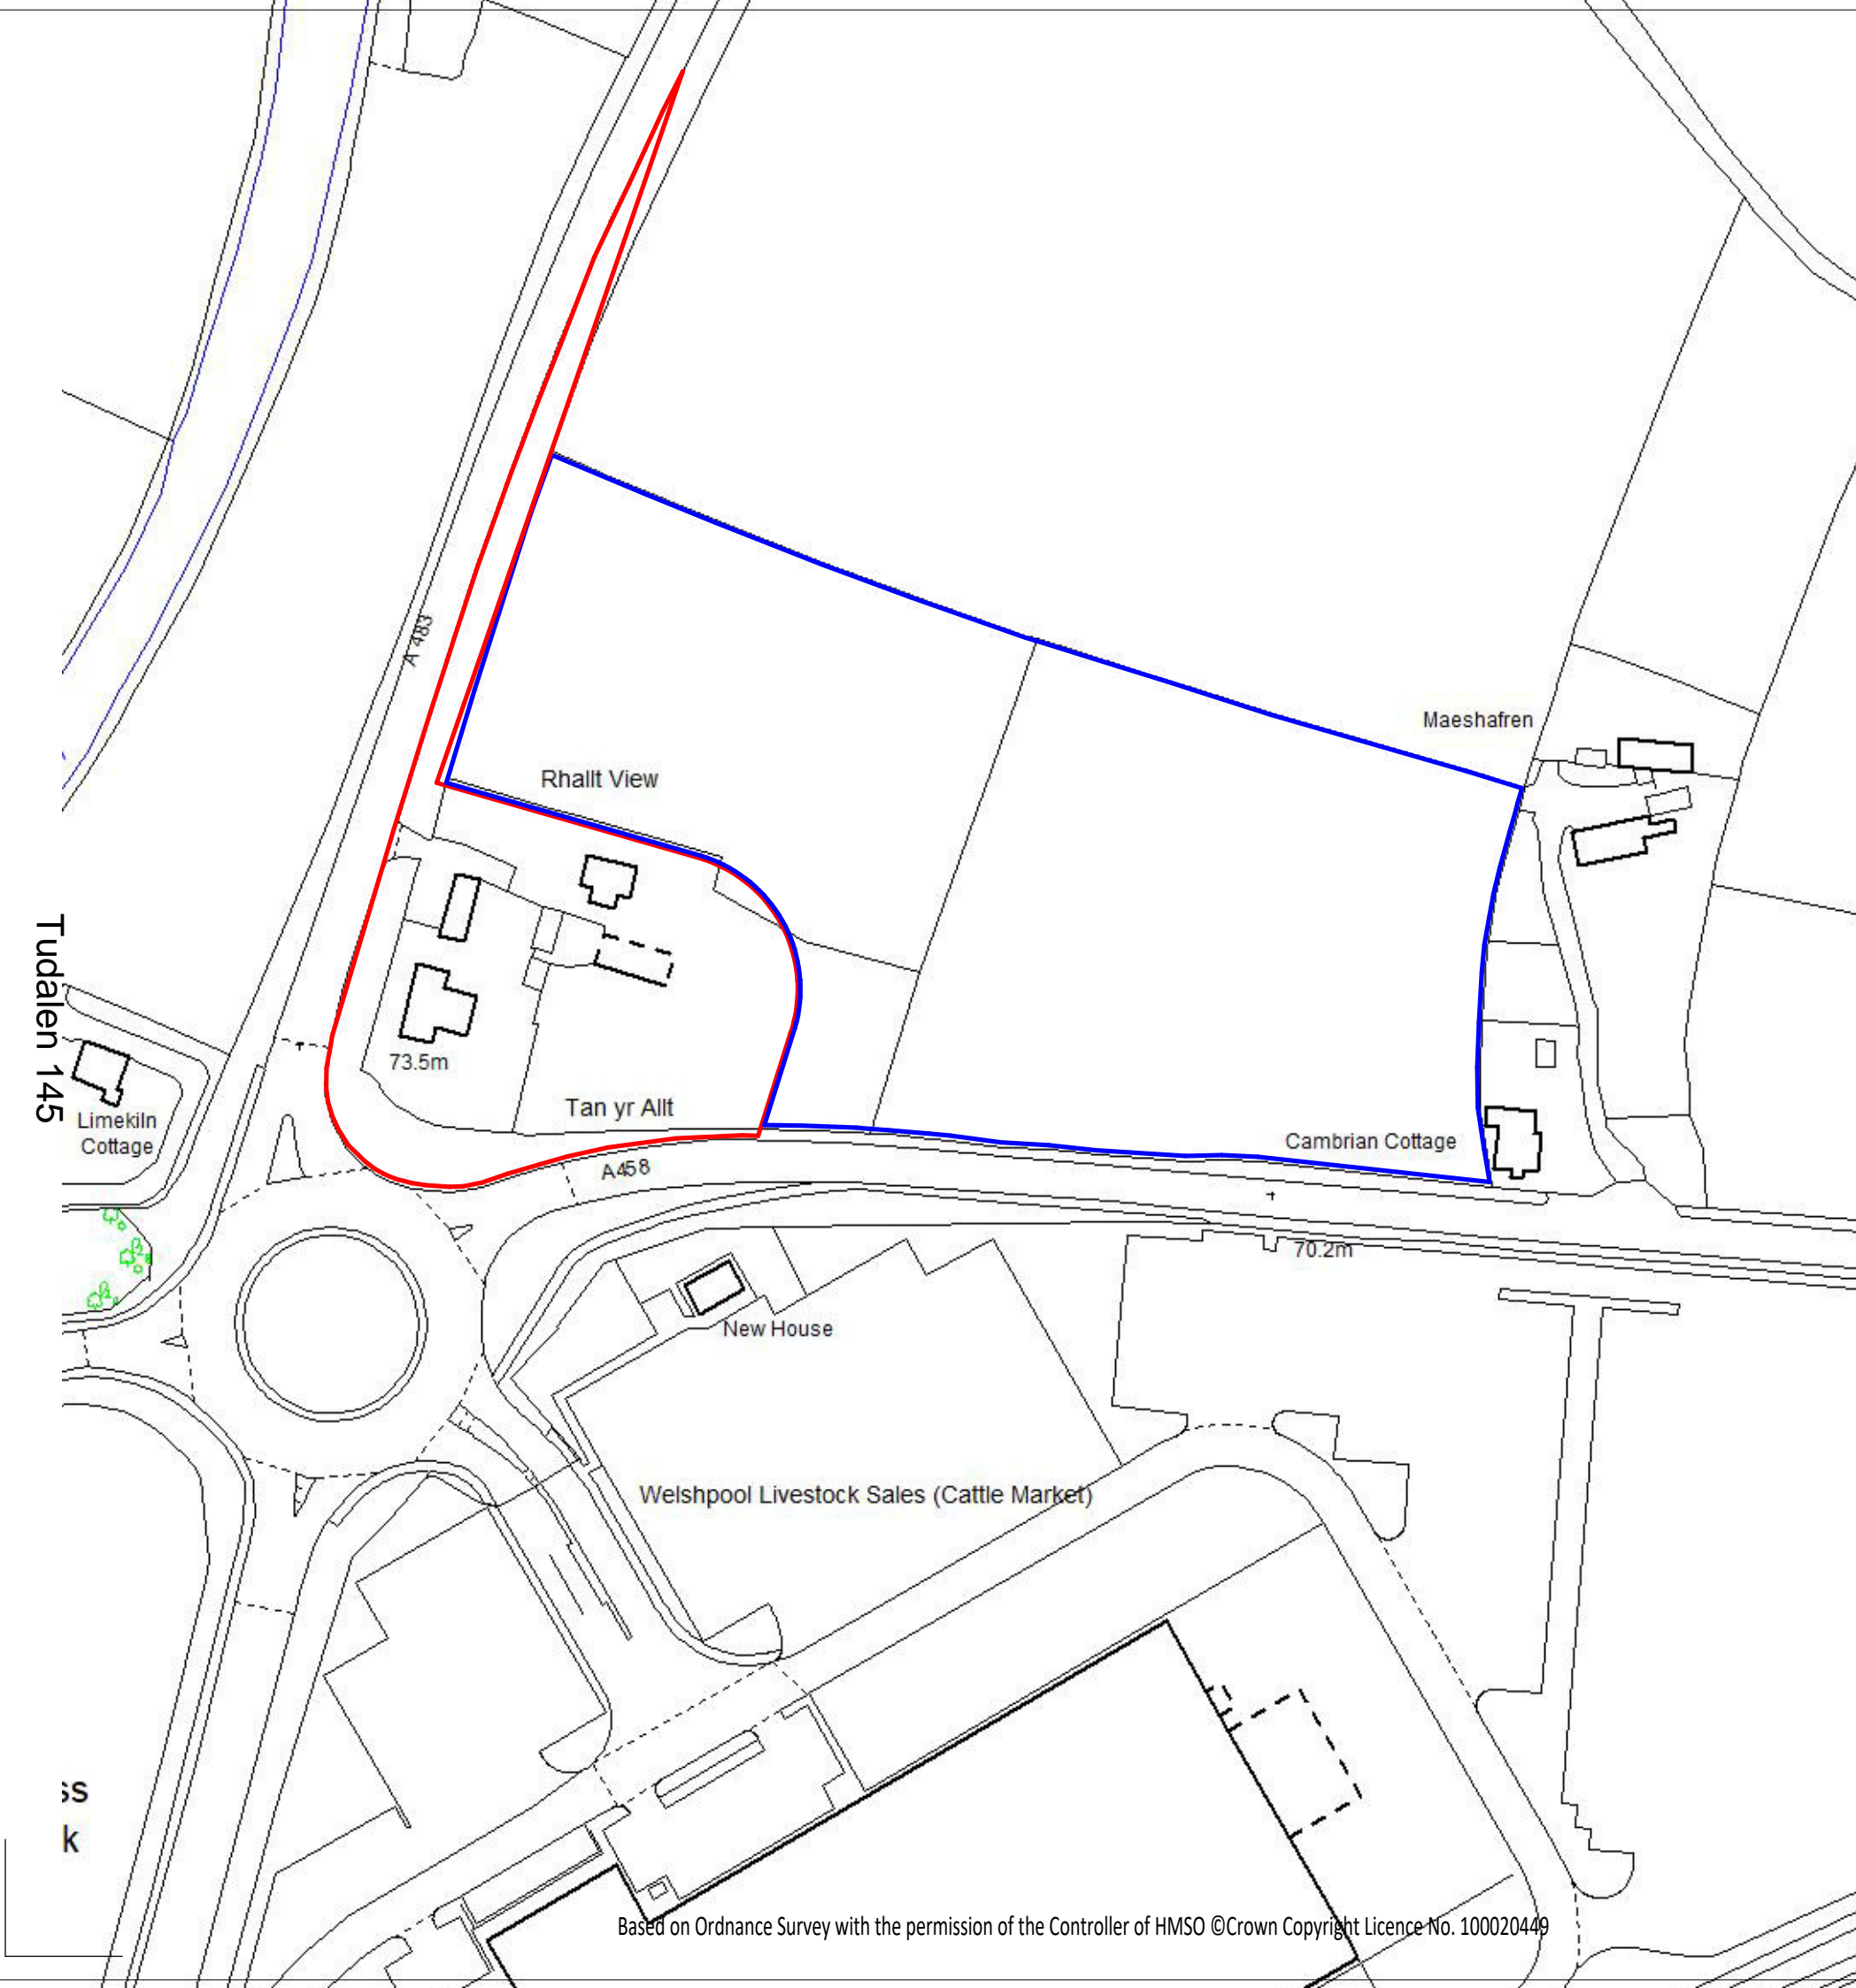 A 483
Maeshafren
Rhallt View
Tudalen 145
73.5m
Limekiln
Cottage
Tan yr Allt
Cambrian Cottage
A458
70.2m
New House
Welshpool Livestock Sales (Cattle Market)
ss
k
Based on Ordnance Survey with the permission of the Controller of HMSO ©Crown Copyright Licence No. 100020449